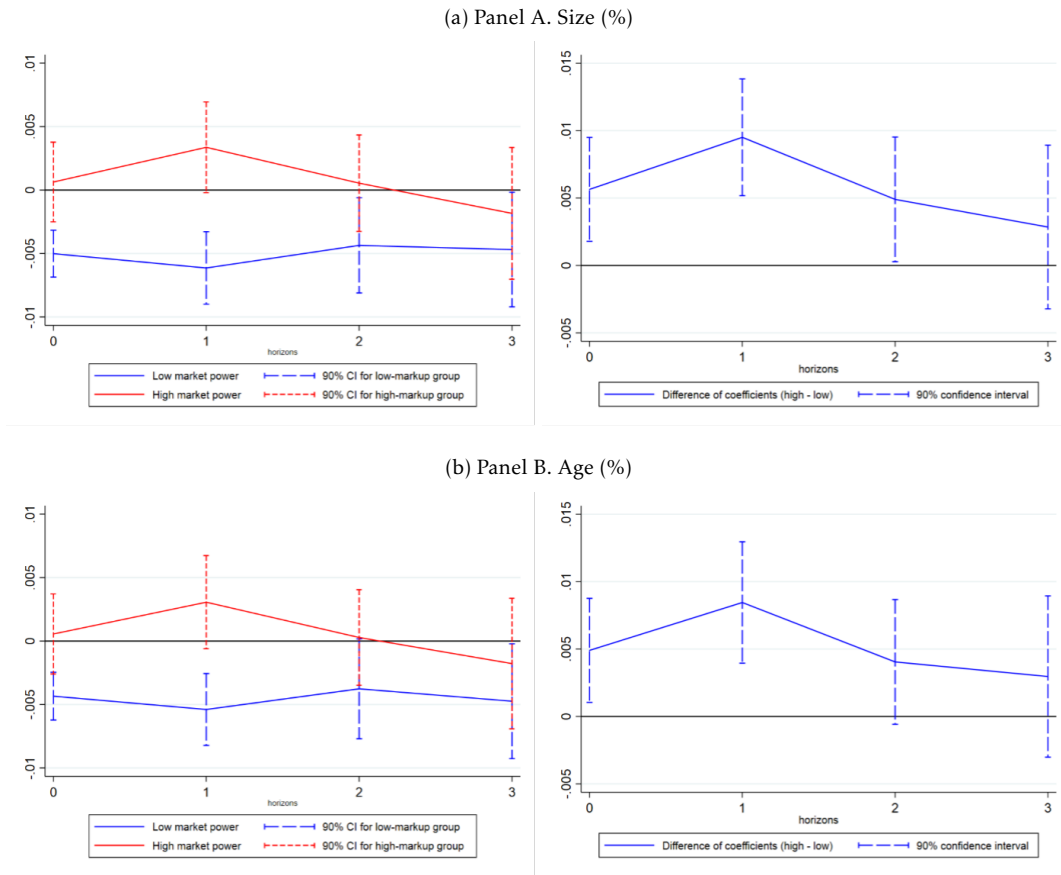 (a) Panel A. Size (%)
.01
.005
0
-.005
-.01
0 1 2 3
horizons
Low market power 90% CI for low-markup group
High market power 90% CI for high-markup group
.015
.01
.005
0
-.005
0 1 2 3
horizons
Difference of coefficients (high - low) 90% confidence interval
(b) Panel B. Age (%)
.01
.005
0
-.005
-.01
0 1 2 3
horizons
Low market power 90% CI for low-markup group
High market power 90% CI for high-markup group
.015
.01
.005
0
-.005
0 1 2 3
horizons
Difference of coefficients (high - low) 90% confidence interval